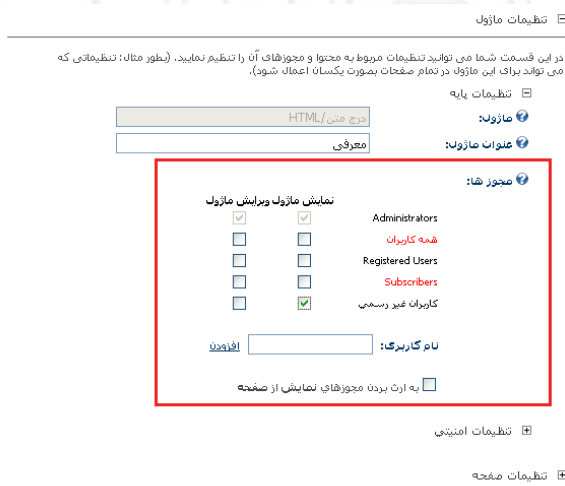 تنظیمات ماژول
در این قسمت شما می توانید تنظیمات مربوط به محتوا و مجوزهای آن را تنظیم نمایید. (بطور مثال: تنظیماتی که
می تواند برای این ماژول در تمام صفحات بصورت یکسان اعمال شود).
تنظیمات پایه
ماژول: درج متن/HTML
عنوان ماژول: معرفی
مجوز ها:
نمایش ماژول ویرایش ماژول
Administrators
همه کاربران
Registered Users
Subscribers
کاربران غیر رسمی
نام کاربری: افزودن
به ارث بردن مجوزهاي نمایش از صفحه
تنظیمات امنیتي
تنظیمات صفحه